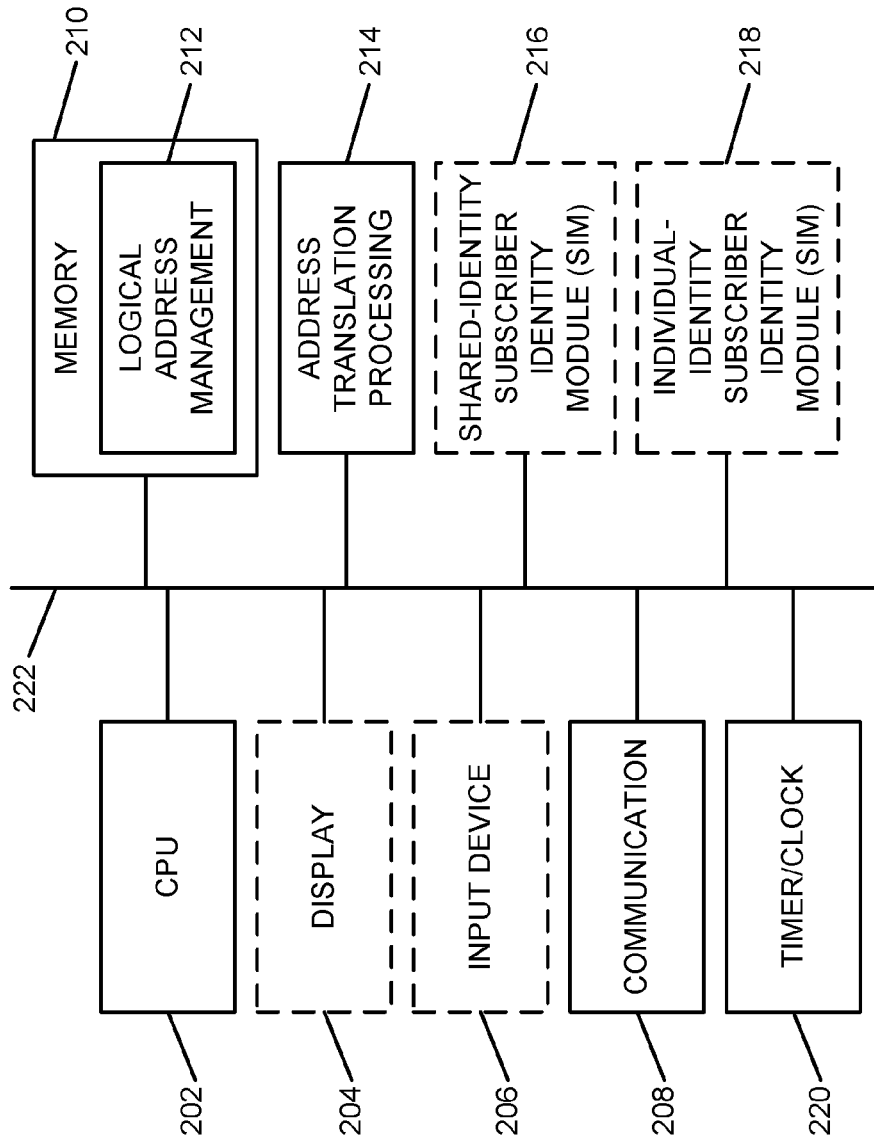 222
202
CPU
204
DISPLAY
206
INPUT DEVICE
208
COMMUNICATION
220
TIMER/CLOCK
MEMORY
210
LOGICAL
ADDRESS
MANAGEMENT
212
ADDRESS
TRANSLATION
PROCESSING
214
SHARED-IDENTITY
SUBSCRIBER
IDENTITY
MODULE (SIM)
216
INDIVIDUAL-
IDENTITY
SUBSCRIBER
IDENTITY
MODULE (SIM)
218